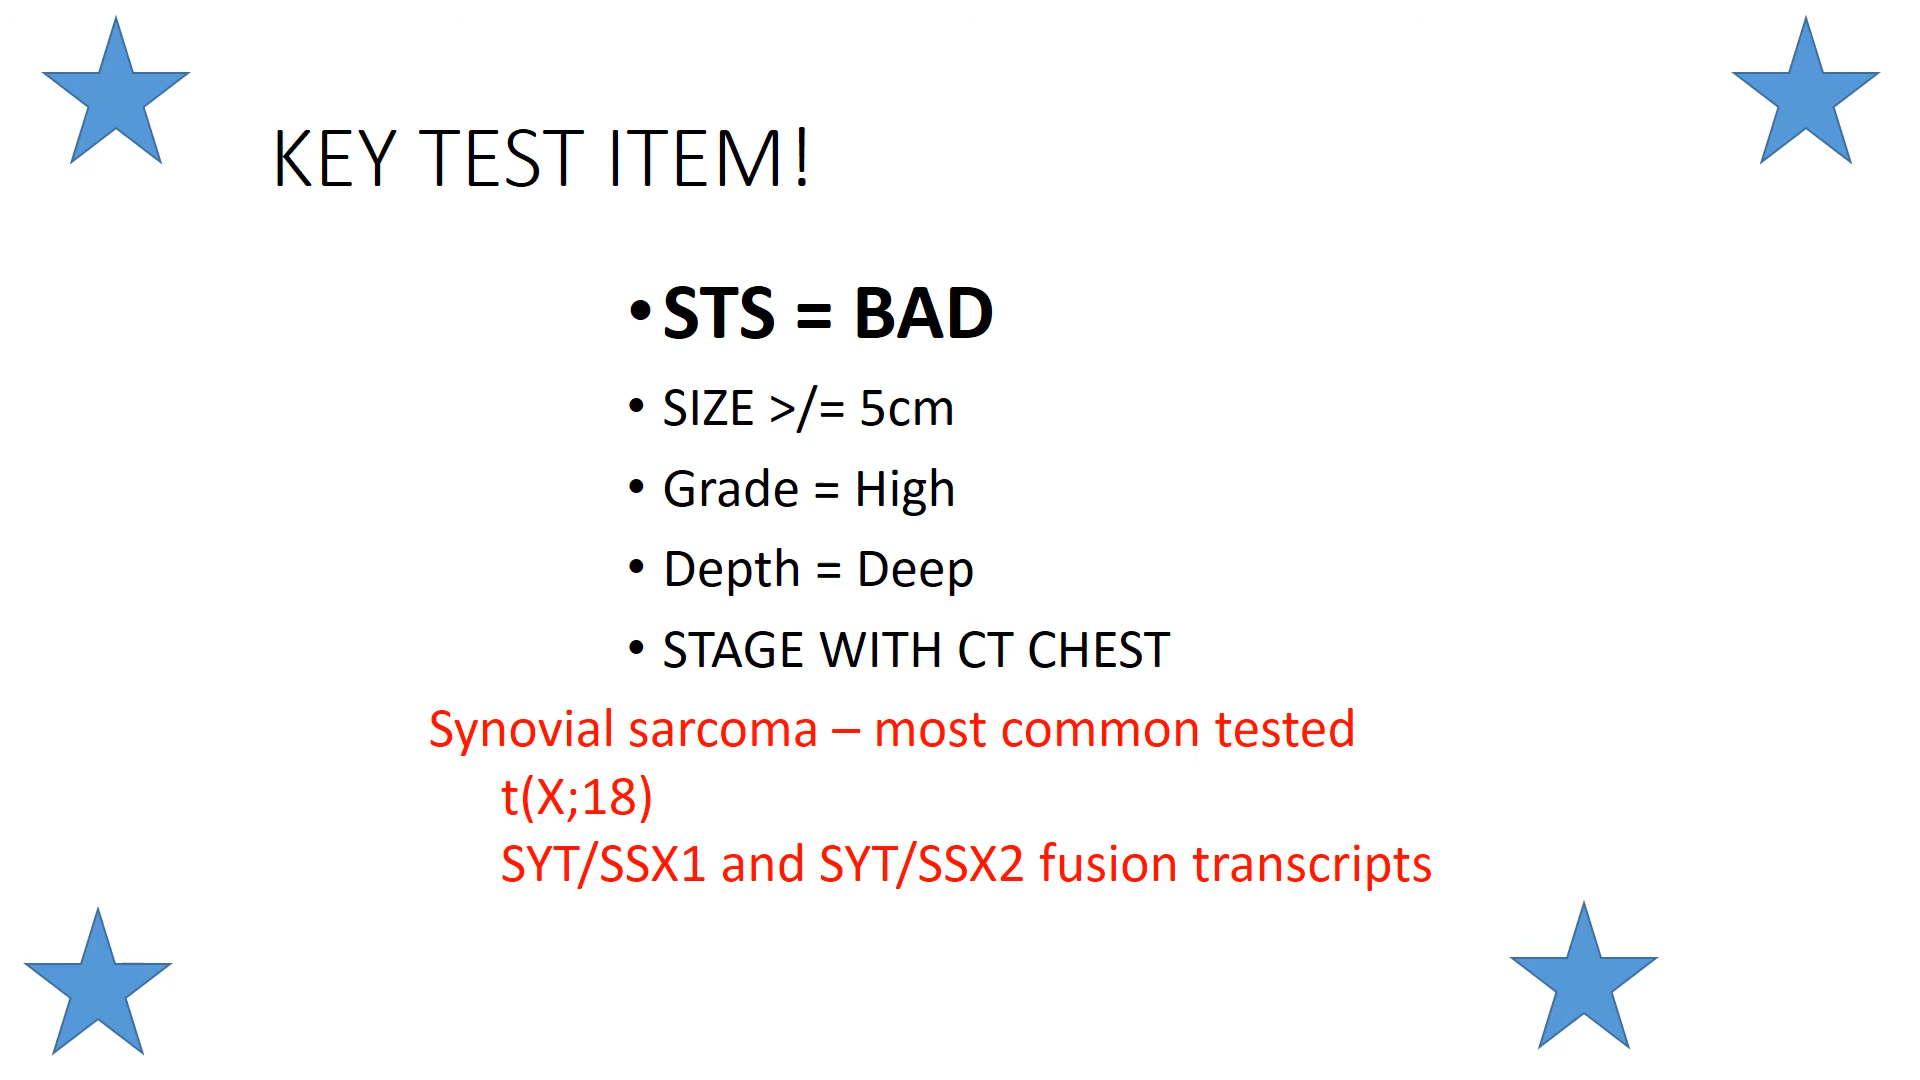 KEY TEST ITEM!
•STS = BAD
• SIZE >/= 5cm
• Grade = High
• Depth = Deep
• STAGE WITH CT CHEST
Synovial sarcoma – most common tested
t(X;18)
SYT/SSX1 and SYT/SSX2 fusion transcripts